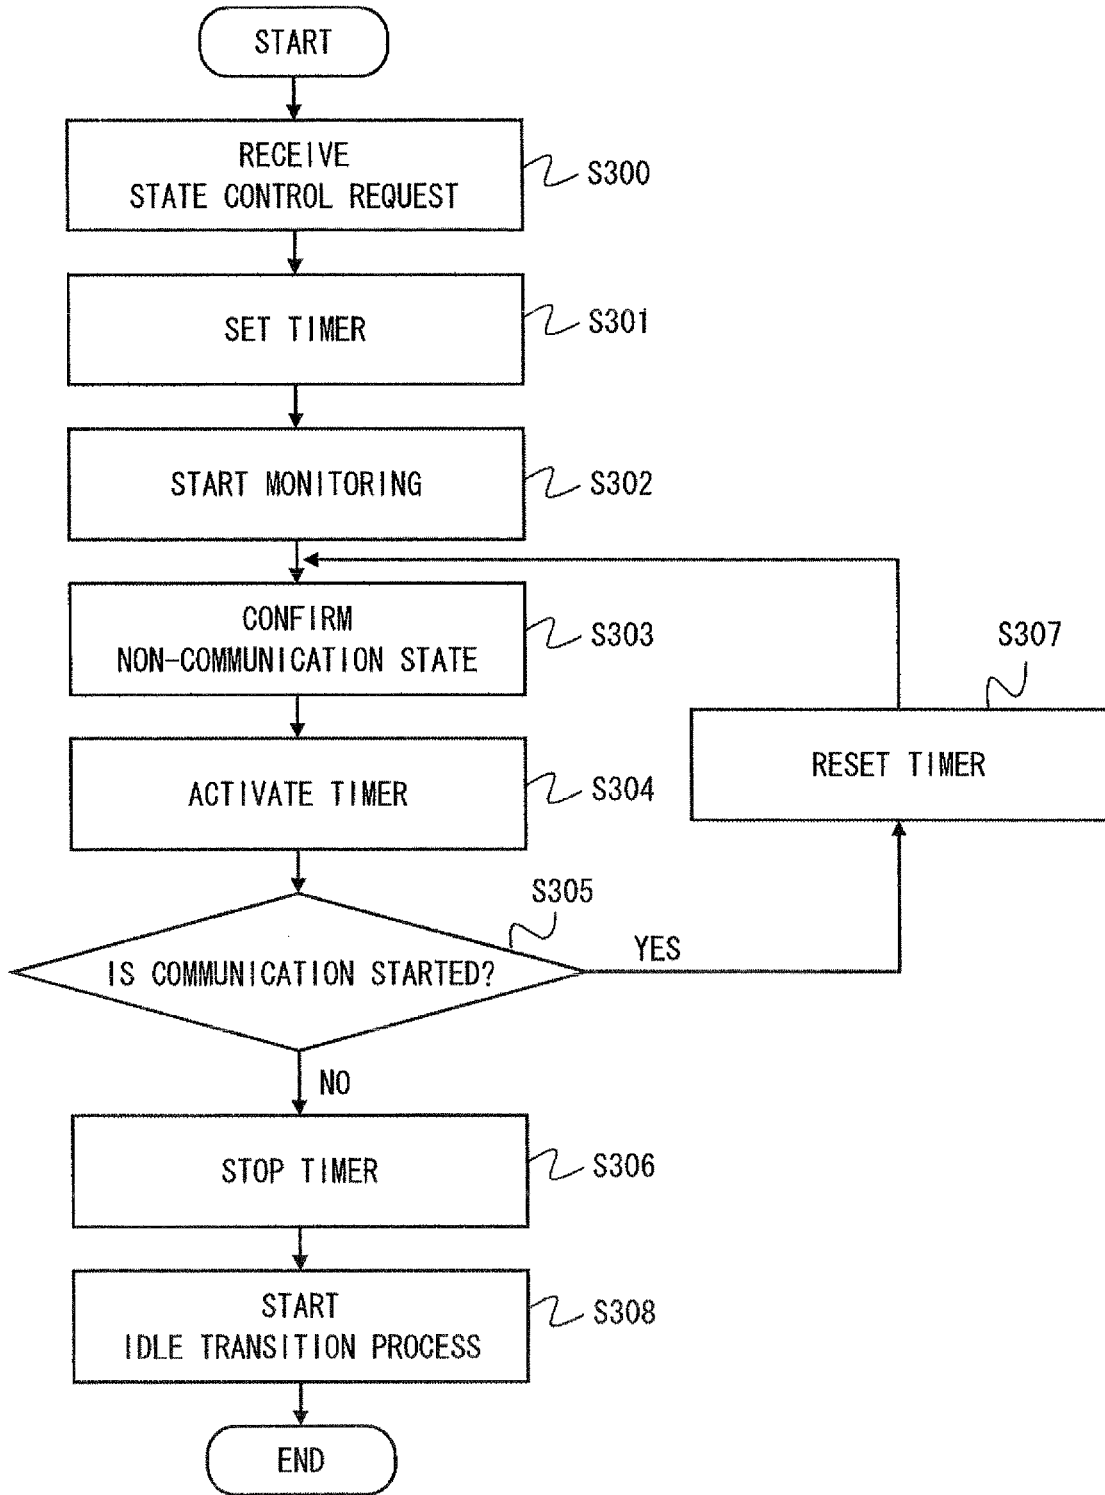 START
RECEIVE
STATE CONTROL REQUEST
S300
SET TIMER
S301
START MONITORING
S302
CONFIRM
NON-COMMUNICATION STATE
S303
S307
RESET TIMER
ACTIVATE TIMER
S304
S305
IS COMMUNICATION STARTED?
YES
NO
STOP TIMER
S306
START
IDLE TRANSITION PROCESS
S308
END